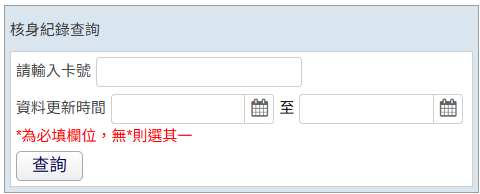 核身紀錄查詢
請輸入卡號
資料更新時間 至
*為必填欄位，無*則選其一
查詢